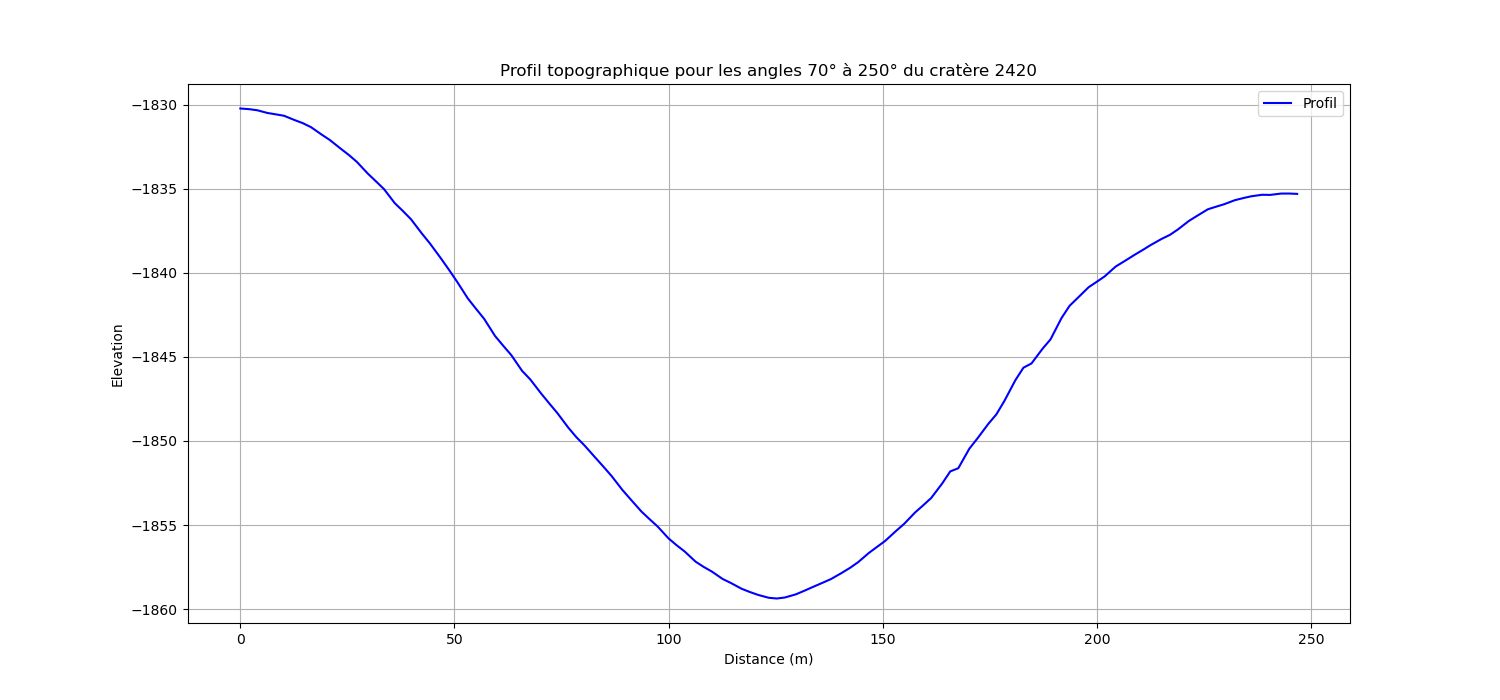 Profil topographique pour les angles 70° à 250° du cratère 2420
Profil
−1830
−1835
−1840
−1845
−1850
−1855
−1860
Elevation
0 50 100 150 200 250
Distance (m)